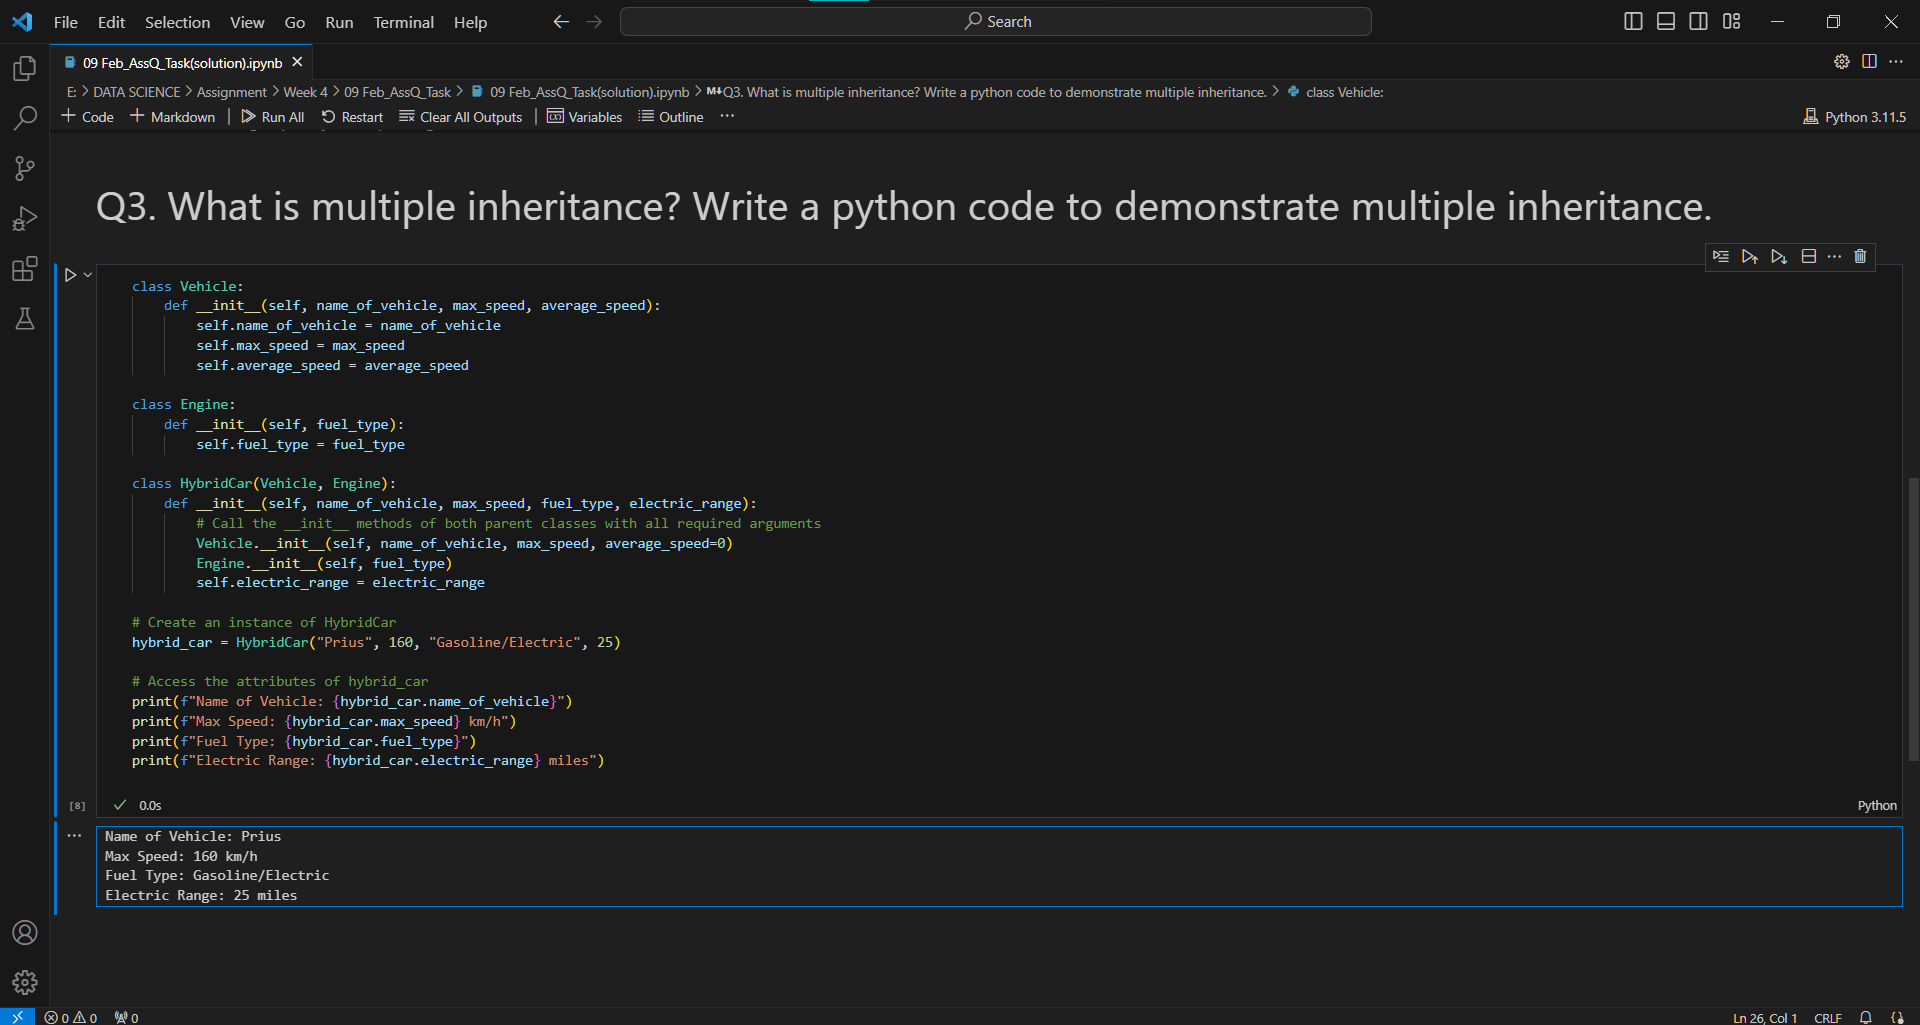 File Edit Selection View Go Run Terminal Help
Search
09 Feb_AssQ_Task(solution).ipynb
E: > DATA SCIENCE > Assignment > Week 4 > 09 Feb_AssQ_Task > 09 Feb_AssQ_Task(solution).ipynb > M↓Q3. What is multiple inheritance? Write a python code to demonstrate multiple inheritance. > class Vehicle:
+ Code + Markdown | Run All Restart Clear All Outputs | Variables Outline ···
Python 3.11.5
Q3. What is multiple inheritance? Write a python code to demonstrate multiple inheritance.
class Vehicle:
    def __init__(self, name_of_vehicle, max_speed, average_speed):
        self.name_of_vehicle = name_of_vehicle
        self.max_speed = max_speed
        self.average_speed = average_speed
class Engine:
    def __init__(self, fuel_type):
        self.fuel_type = fuel_type
class HybridCar(Vehicle, Engine):
    def __init__(self, name_of_vehicle, max_speed, fuel_type, electric_range):
        # Call the __init__ methods of both parent classes with all required arguments
        Vehicle.__init__(self, name_of_vehicle, max_speed, average_speed=0)
        Engine.__init__(self, fuel_type)
        self.electric_range = electric_range
# Create an instance of HybridCar
hybrid_car = HybridCar("Prius", 160, "Gasoline/Electric", 25)
# Access the attributes of hybrid_car
print(f"Name of Vehicle: {hybrid_car.name_of_vehicle}")
print(f"Max Speed: {hybrid_car.max_speed} km/h")
print(f"Fuel Type: {hybrid_car.fuel_type}")
print(f"Electric Range: {hybrid_car.electric_range} miles")
[8] ✓ 0.0s
Python
Name of Vehicle: Prius
Max Speed: 160 km/h
Fuel Type: Gasoline/Electric
Electric Range: 25 miles
0 0 0
Ln 26, Col 1 CRLF